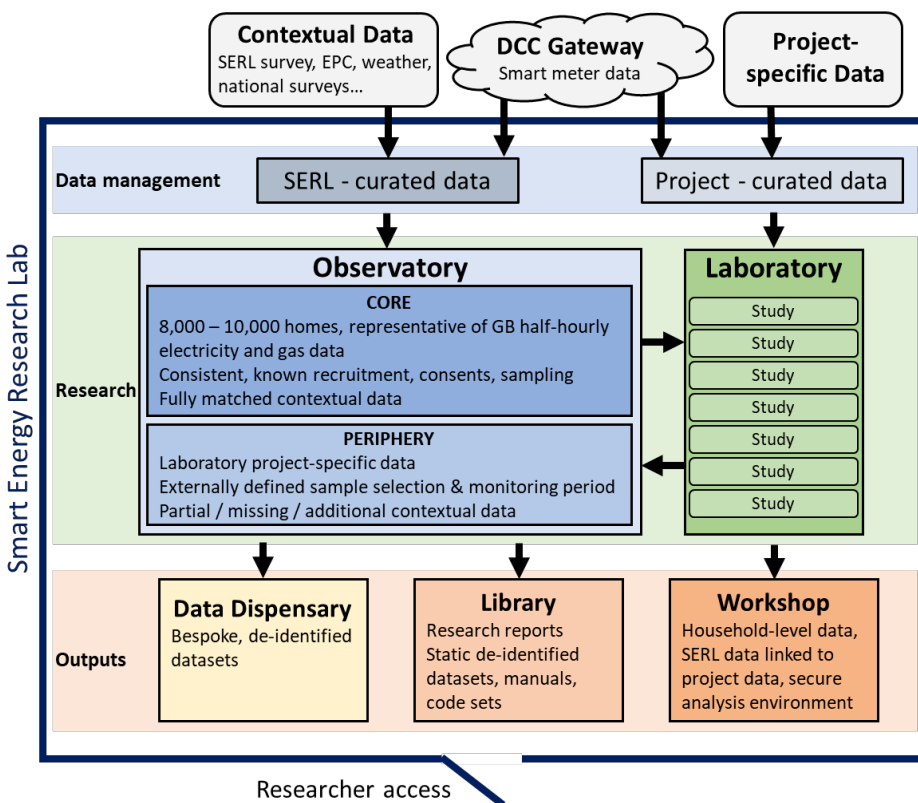 Contextual Data
SERL survey, EPC, weather,
national surveys…
DCC Gateway
Smart meter data
Project-
specific Data
Smart Energy Research Lab
Data management
SERL - curated data
Project - curated data
Research
Observatory
CORE
8,000 – 10,000 homes, representative of GB half-hourly
electricity and gas data
Consistent, known recruitment, consents, sampling
Fully matched contextual data
PERIPHERY
Laboratory project-specific data
Externally defined sample selection & monitoring period
Partial / missing / additional contextual data
Laboratory
Study
Study
Study
Study
Study
Study
Study
Outputs
Data Dispensary
Bespoke, de-identified
datasets
Library
Research reports
Static de-identified
datasets, manuals,
code sets
Workshop
Household-level data,
SERL data linked to
project data, secure
analysis environment
Researcher access